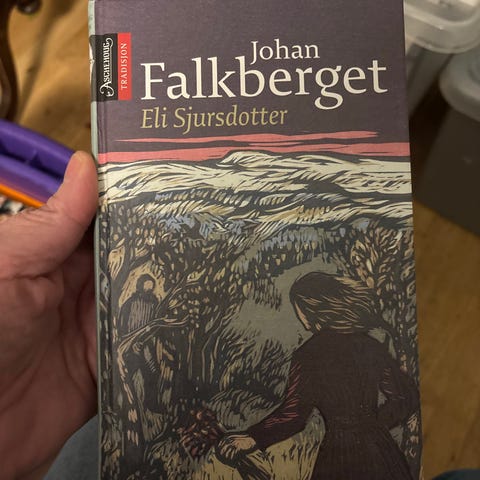 ASCHEHOUG
TRADISJON
Johan
Falkberget
Eli Sjursdotter